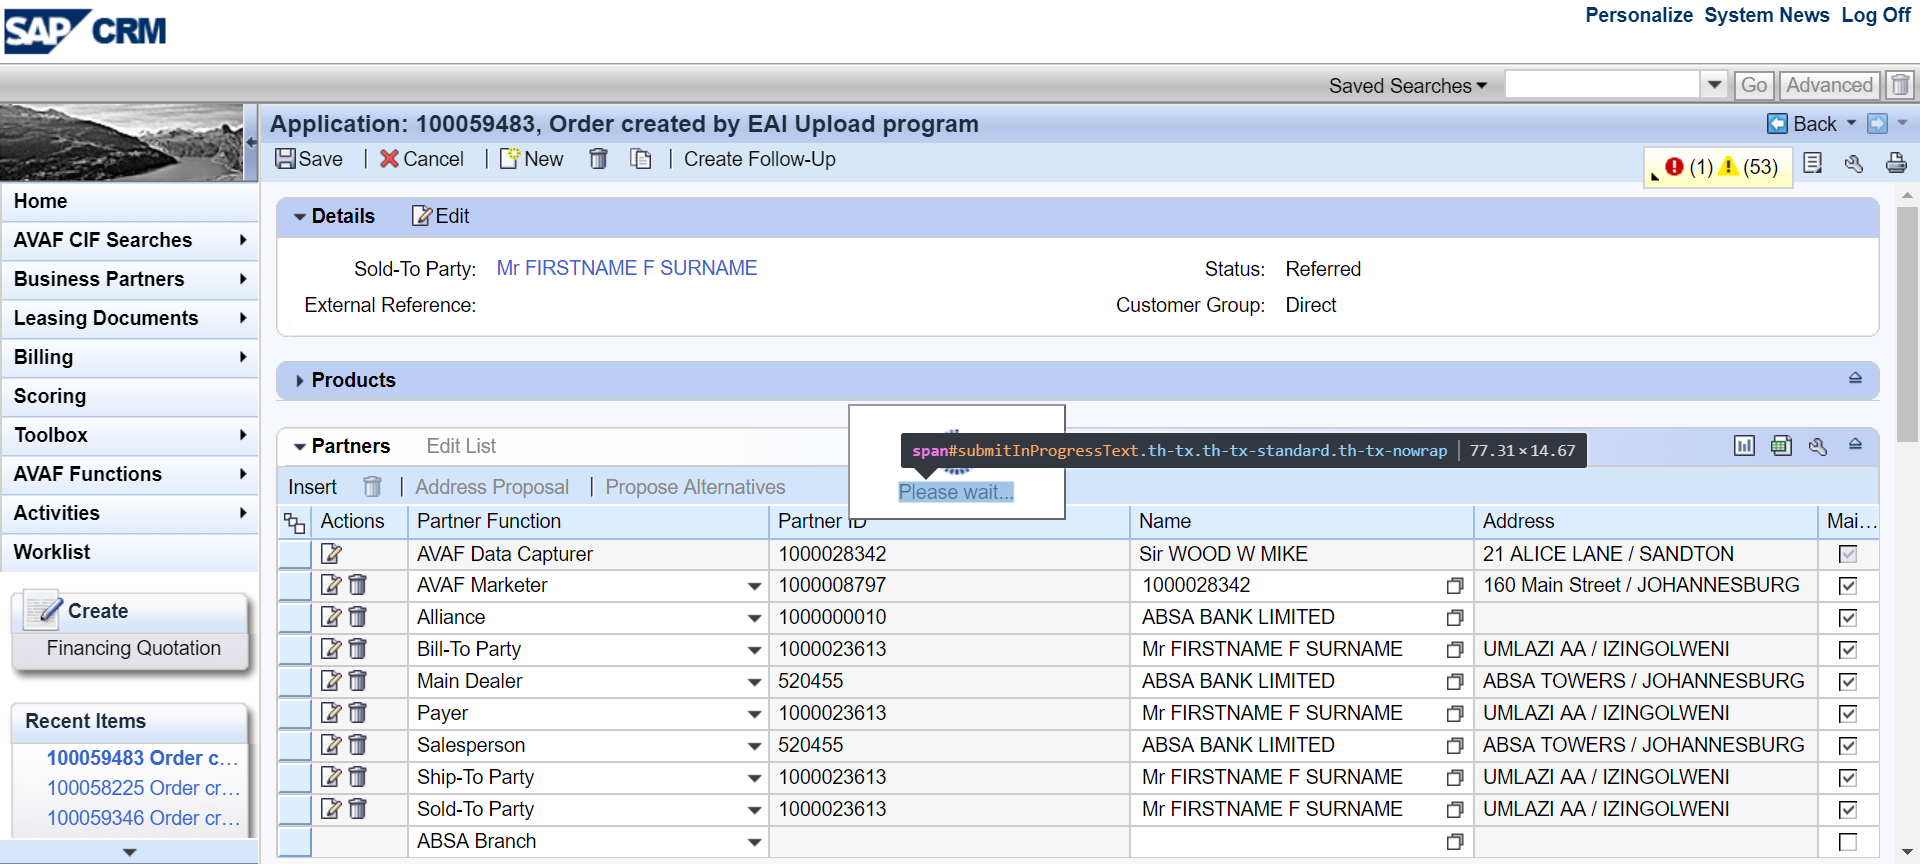 SAP CRM
Personalize System News Log Off
Saved Searches Go Advanced
Application: 100059483, Order created by EAI Upload program
Back
Save | Cancel | New | Create Follow-Up
(1) (53)
Home
AVAF CIF Searches
Business Partners
Leasing Documents
Billing
Scoring
Toolbox
AVAF Functions
Activities
Worklist
Create
Financing Quotation
Recent Items
100059483 Order c...
100058225 Order cr...
100059346 Order cr...
Details Edit
Sold-To Party: Mr FIRSTNAME F SURNAME Status: Referred
External Reference: Customer Group: Direct
Products
Partners Edit List
span#submitInProgressText.th-tx.th-tx-standard.th-tx-nowrap | 77.31×14.67
Please wait...
Insert | Address Proposal | Propose Alternatives
Actions Partner Function Partner ID Name Address Mai...
AVAF Data Capturer 1000028342 Sir WOOD W MIKE 21 ALICE LANE / SANDTON
AVAF Marketer 1000008797 1000028342 160 Main Street / JOHANNESBURG
Alliance 1000000010 ABSA BANK LIMITED
Bill-To Party 1000023613 Mr FIRSTNAME F SURNAME UMLAZI AA / IZINGOLWENI
Main Dealer 520455 ABSA BANK LIMITED ABSA TOWERS / JOHANNESBURG
Payer 1000023613 Mr FIRSTNAME F SURNAME UMLAZI AA / IZINGOLWENI
Salesperson 520455 ABSA BANK LIMITED ABSA TOWERS / JOHANNESBURG
Ship-To Party 1000023613 Mr FIRSTNAME F SURNAME UMLAZI AA / IZINGOLWENI
Sold-To Party 1000023613 Mr FIRSTNAME F SURNAME UMLAZI AA / IZINGOLWENI
ABSA Branch